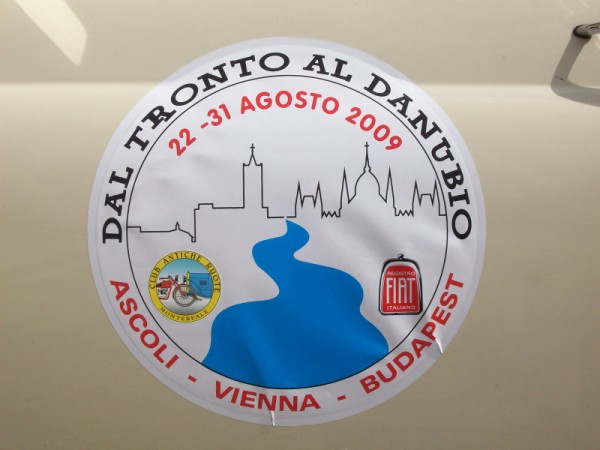 DAL TRONTO AL DANUBIO
22 - 31 AGOSTO 2009
CLUB ANTICHE RUOTE
MONTEREALE
REGISTRO
FIAT
ITALIANO
ASCOLI - VIENNA - BUDAPEST